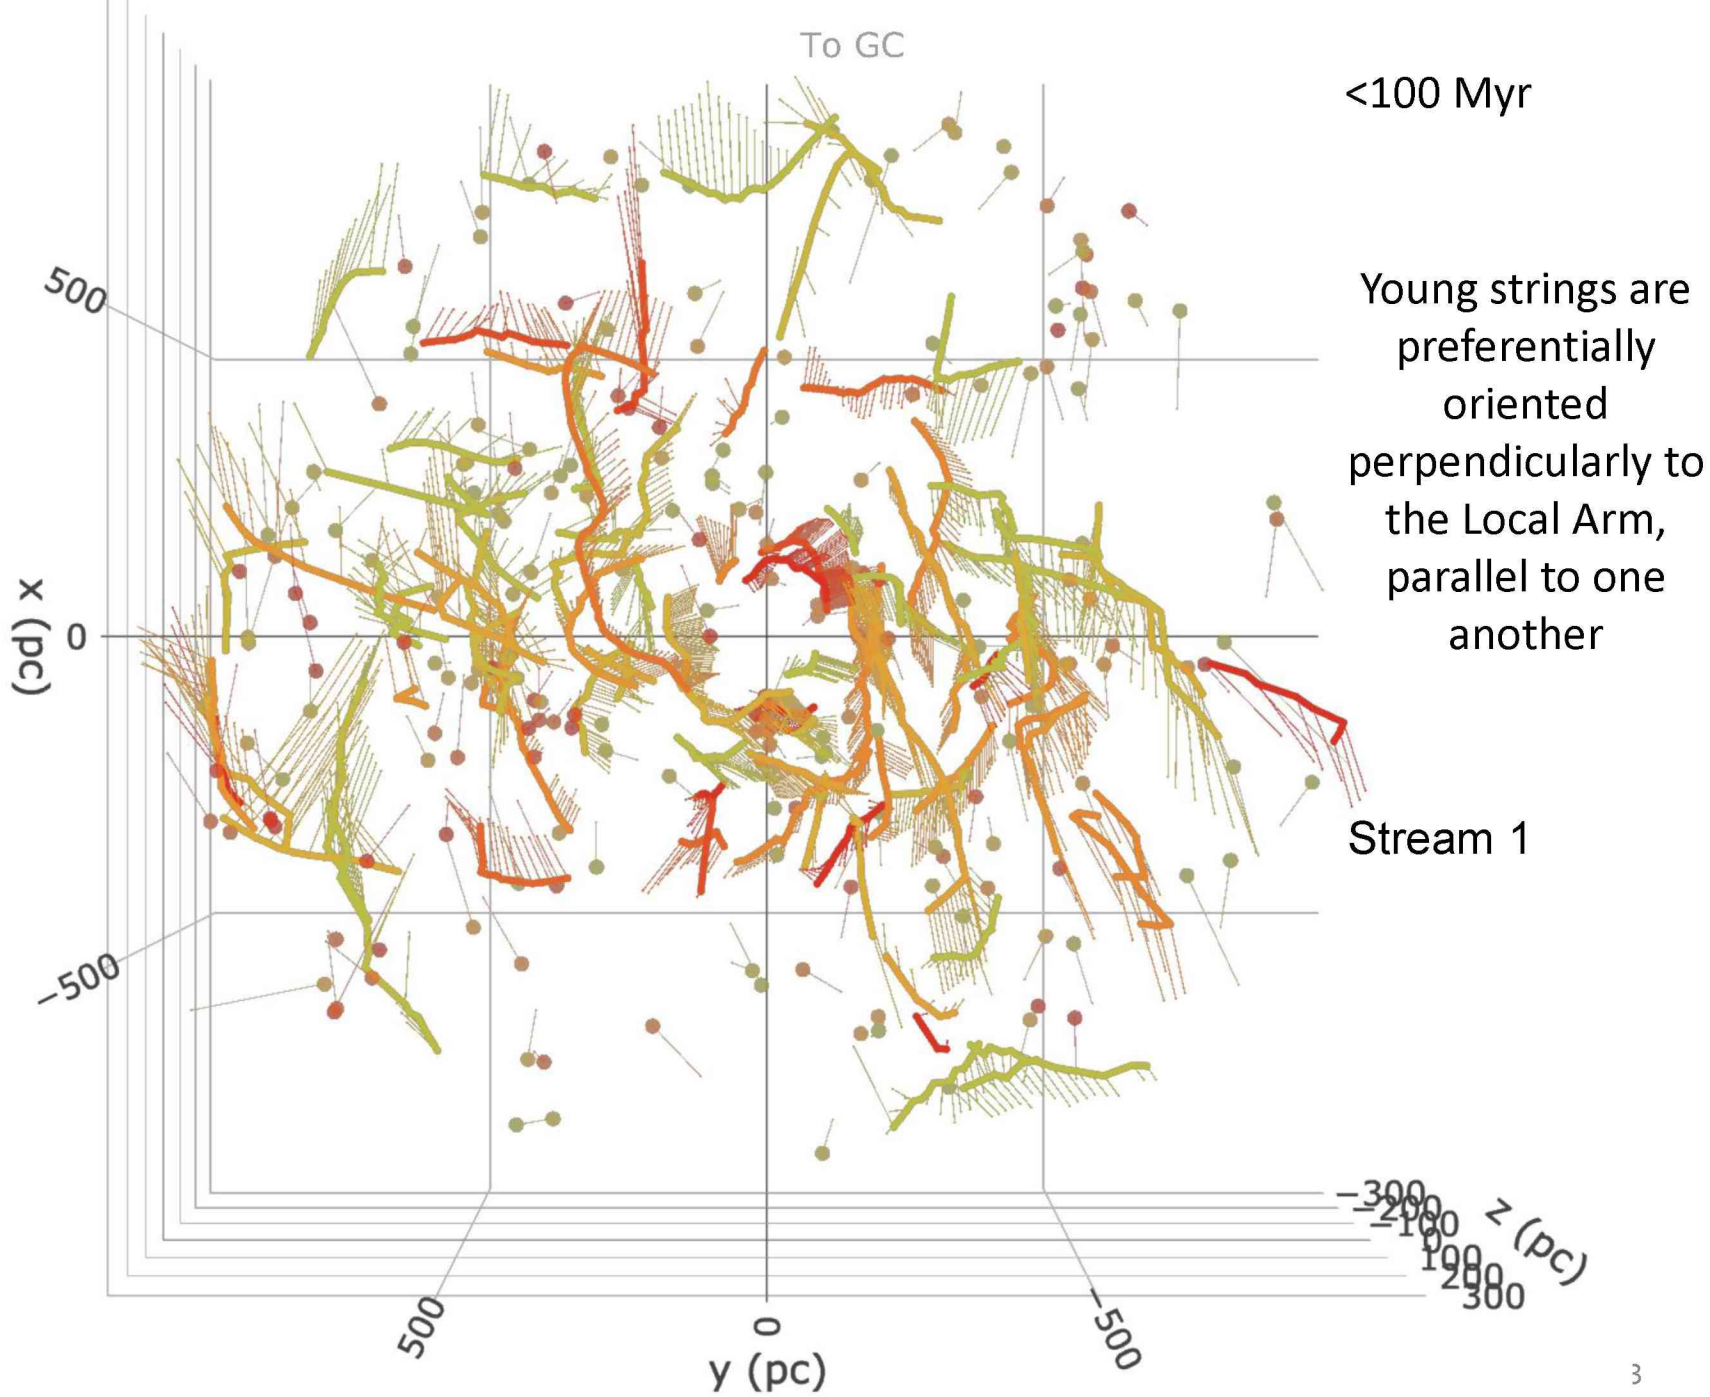 To GC
<100 Myr
500
Young strings are
preferentially
oriented
perpendicularly to
the Local Arm,
parallel to one
another
x (pc)
0
Stream 1
−500
−300
−200
−100
0
100
200
300
z (pc)
500
0
−500
y (pc)
3